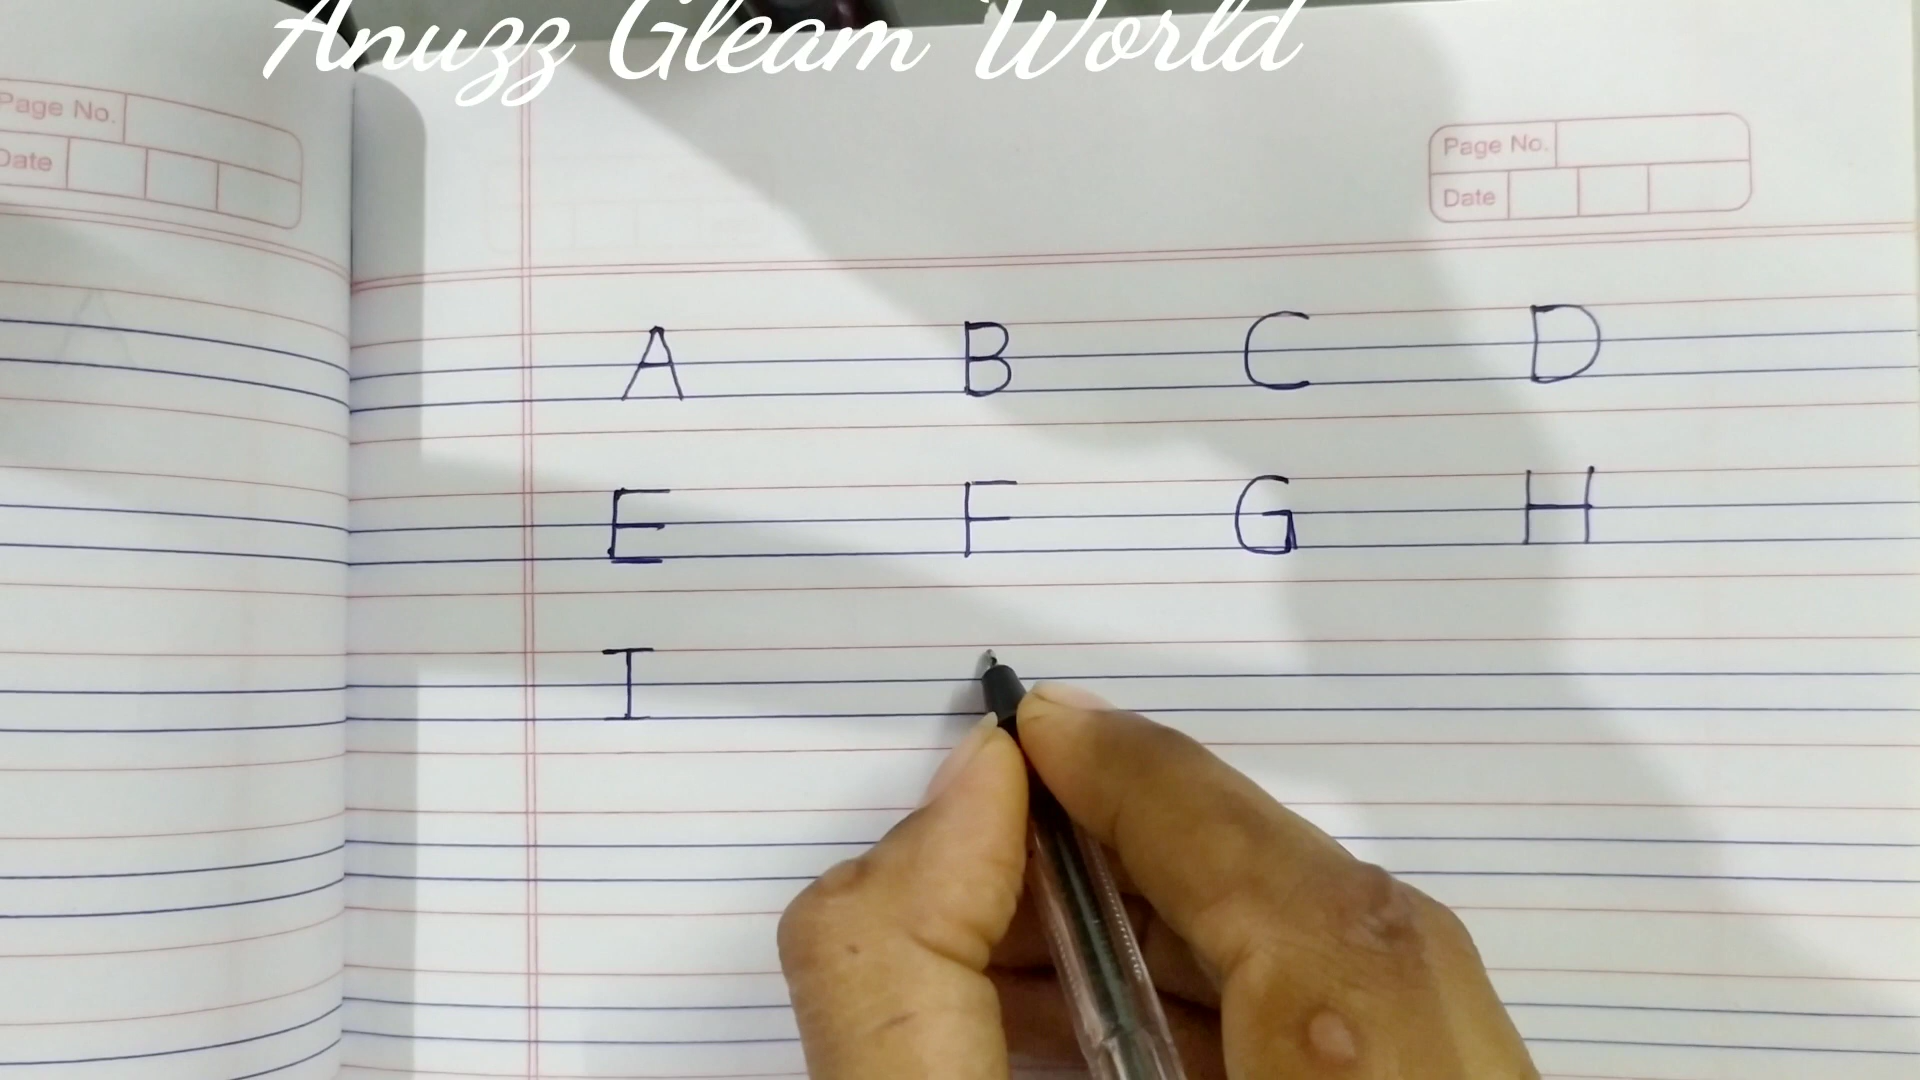 Anuzz Gleam World
Page No.
Date
Page No.
Date
A B C D
E F G H
I